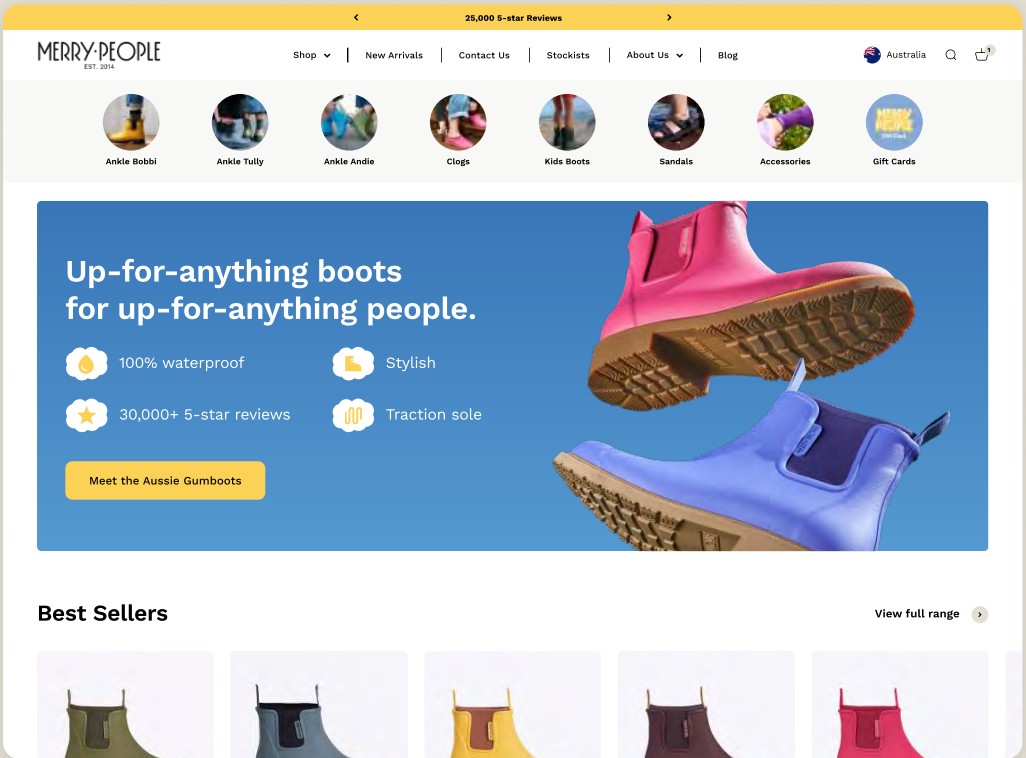 25,000 5-star Reviews
MERRY·PEOPLE
EST. 2014
Shop
New Arrivals
Contact Us
Stockists
About Us
Blog
Australia
1
Ankle Bobbi
Ankle Tully
Ankle Andie
Clogs
Kids Boots
Sandals
Accessories
MERRY
PEOPLE
Gift Cards
Up-for-anything boots
for up-for-anything people.
100% waterproof
Stylish
30,000+ 5-star reviews
Traction sole
Meet the Aussie Gumboots
Best Sellers
View full range